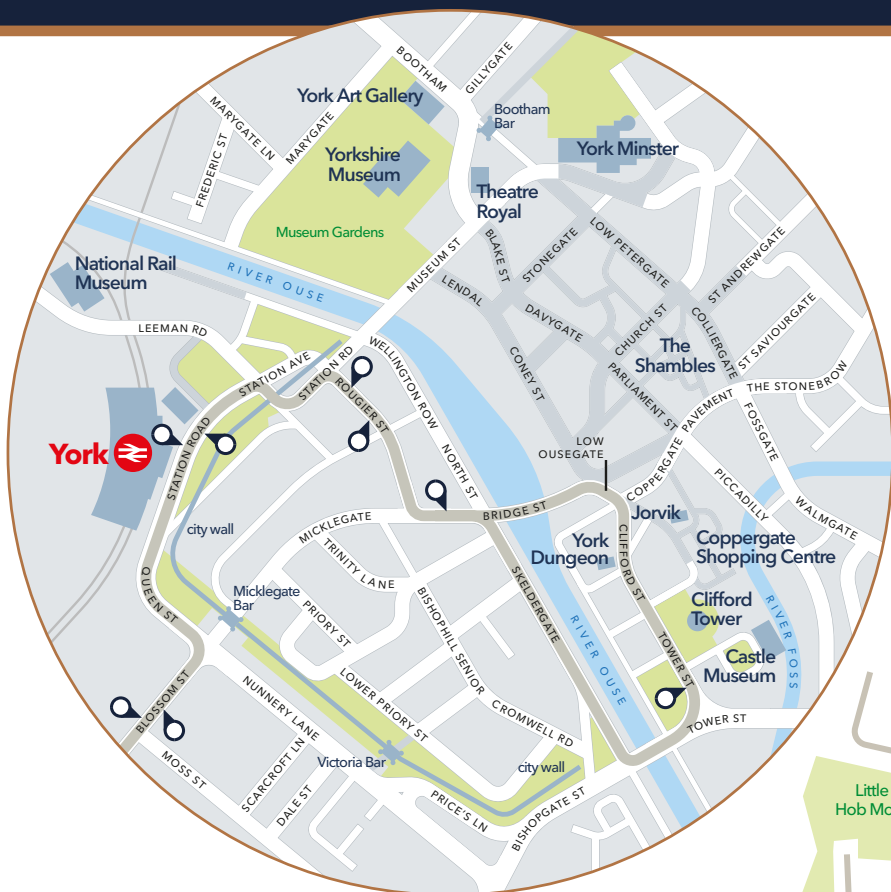 BOOTHAM
GILLYGATE
York Art Gallery
Bootham
Bar
MARYGATE LN
MARYGATE
FREDERIC ST
Yorkshire
Museum
York Minster
Theatre
Royal
Museum Gardens
LOW PETERGATE
STONEGATE
BLAKE ST
MUSEUM ST
ST ANDREWGATE
National Rail
Museum
RIVER OUSE
LENDAL
DAVYGATE
CHURCH ST
COLLIERGATE
ST SAVIOURGATE
LEEMAN RD
The
Shambles
STATION AVE
STATION RD
WELLINGTON ROW
CONEY ST
PARLIAMENT ST
THE STONEBROW
ROUGIER ST
PAVEMENT
FOSSGATE
York
STATION ROAD
LOW
OUSEGATE
COPPERGATE
NORTH ST
PICCADILLY
WALMGATE
city wall
MICKLEGATE
BRIDGE ST
Jorvik
York
Dungeon
CLIFFORD ST
Coppergate
Shopping Centre
TRINITY LANE
QUEEN ST
Micklegate
Bar
PRIORY ST
BISHOPHILL SENIOR
SKELDERGATE
Clifford
Tower
RIVER OUSE
RIVER FOSS
TOWER ST
Castle
Museum
BLOSSOM ST
NUNNERY LANE
LOWER PRIORY ST
CROMWELL RD
TOWER ST
MOSS ST
SCARCROFT LN
DALE ST
Victoria Bar
city wall
PRICE'S LN
BISHOPGATE ST
Little
Hob Mo